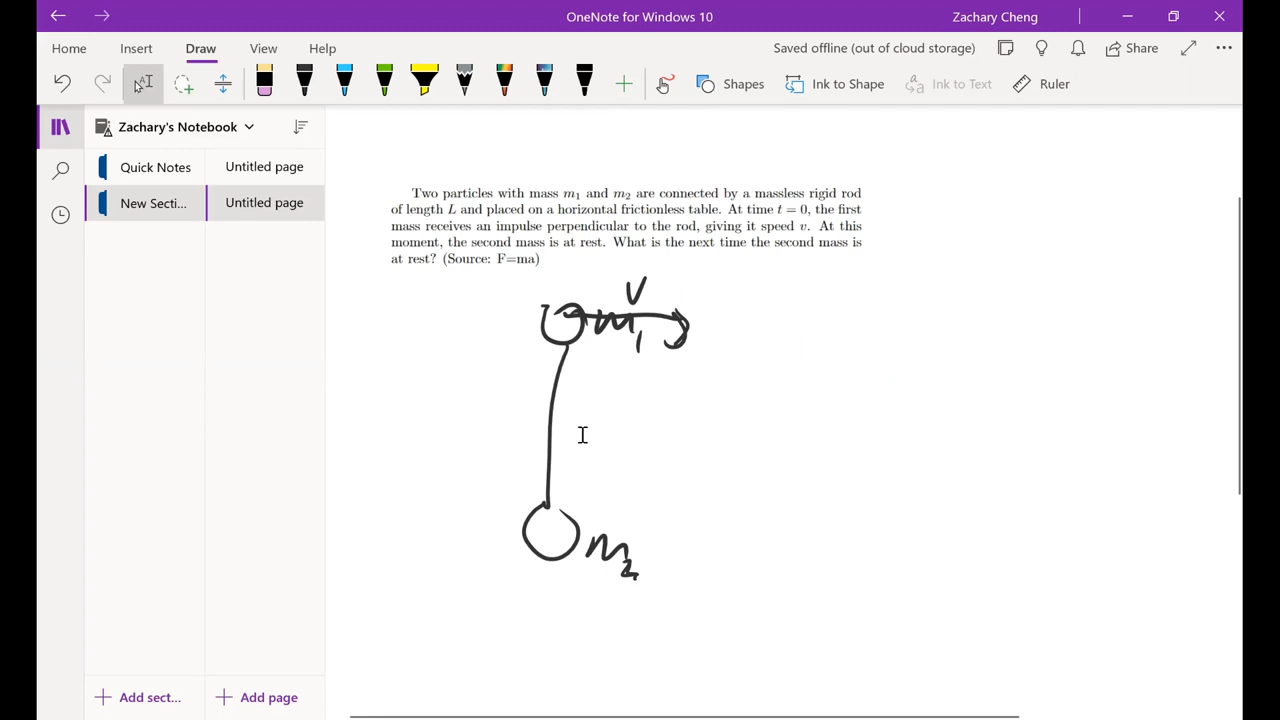 OneNote for Windows 10
Zachary Cheng
Home Insert Draw View Help
Saved offline (out of cloud storage)
Share
Shapes
Ink to Shape
Ink to Text
Ruler
Zachary's Notebook
Quick Notes
Untitled page
New Secti...
Untitled page
Two particles with mass m₁ and m₂ are connected by a massless rigid rod
of length L and placed on a horizontal frictionless table. At time t = 0, the first
mass receives an impulse perpendicular to the rod, giving it speed v. At this
moment, the second mass is at rest. What is the next time the second mass is
at rest? (Source: F=ma)
V
m₁
m₂
Add sect...
Add page